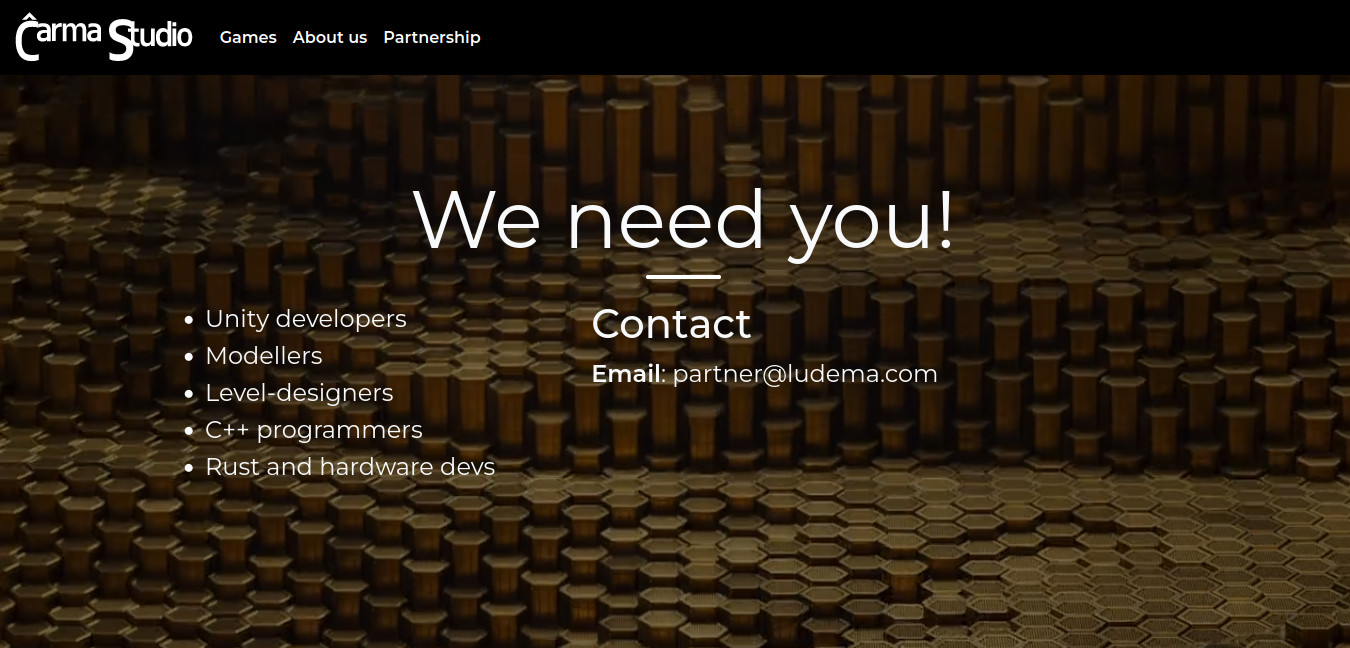 Ĉarma Studio
Games About us Partnership
We need you!
Unity developers
Modellers
Level-designers
C++ programmers
Rust and hardware devs
Contact
Email: partner@ludema.com